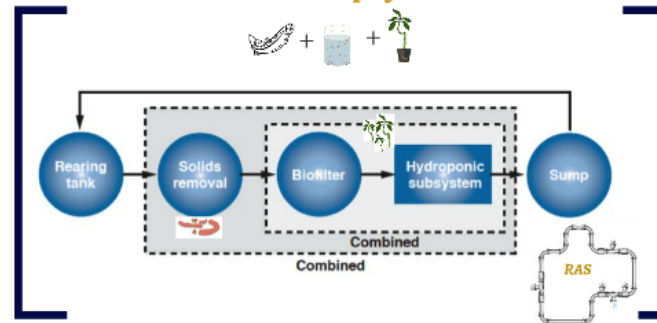 +
+
Rearing
tank
Solids
removal
Biofilter
Hydroponic
subsystem
Sump
Combined
Combined
RAS